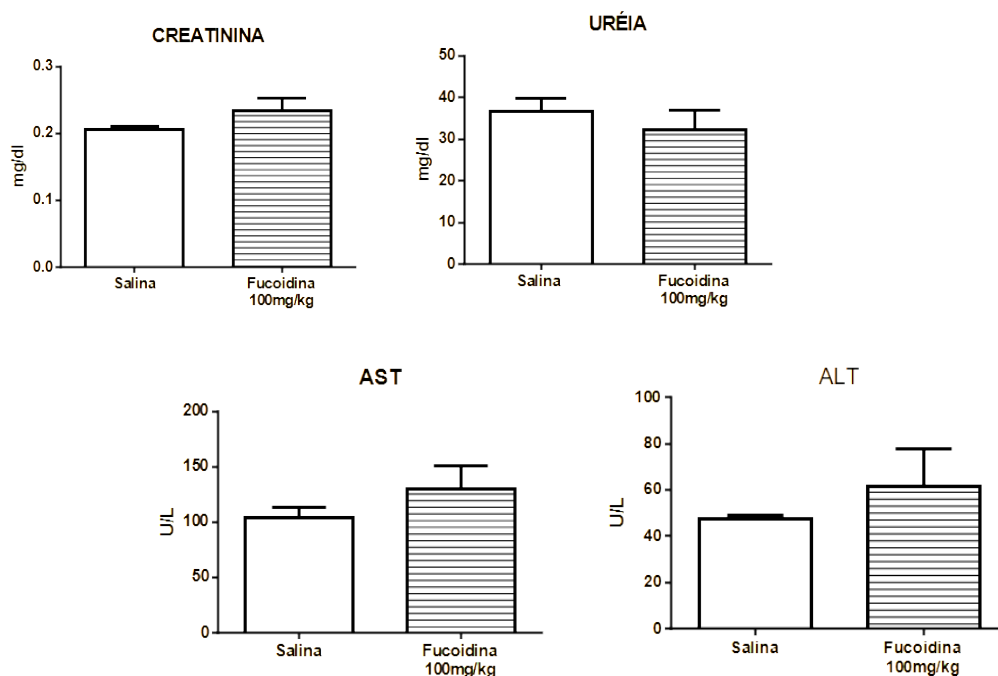 CREATININA
0.3
0.2
0.1
0.0
mg/dl
Salina
Fucoidina
100mg/kg
URÉIA
50
40
30
20
10
0
mg/dl
Salina
Fucoidina
100mg/kg
AST
200
150
100
50
0
U/L
Salina
Fucoidina
100mg/kg
ALT
100
80
60
40
20
0
U/L
Salina
Fucoidina
100mg/kg